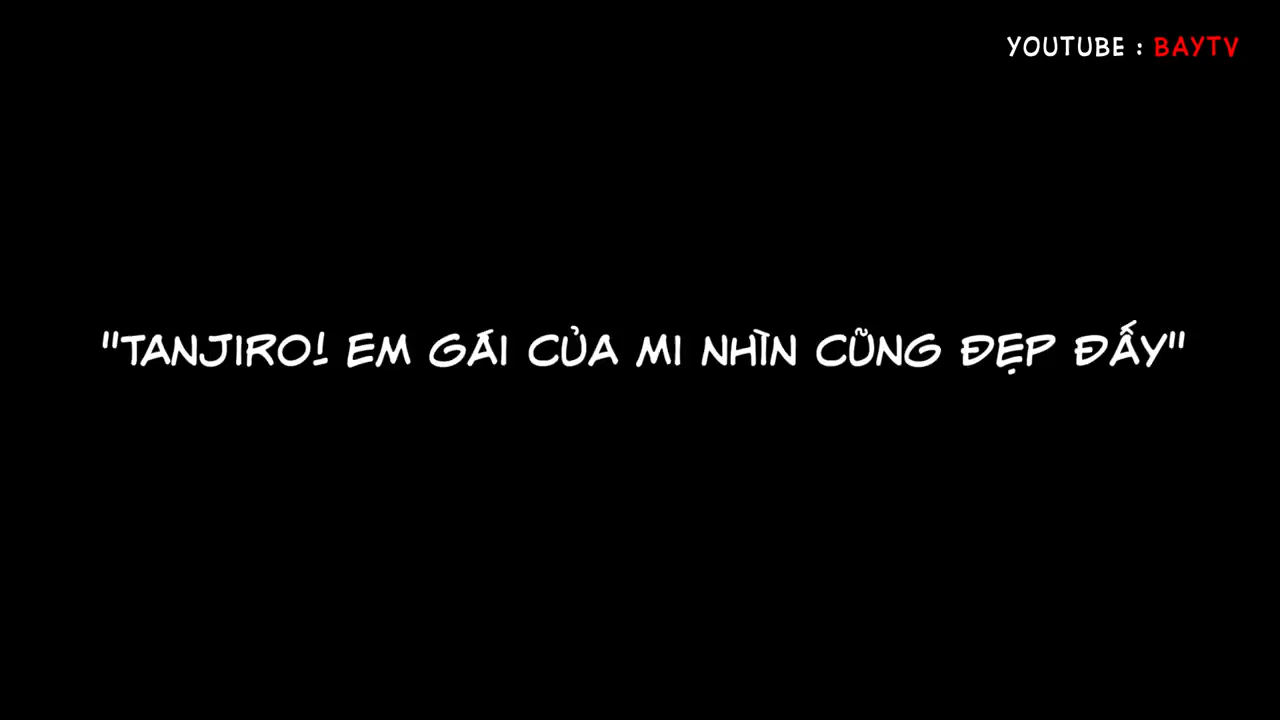 YOUTUBE : BAYTV
"TANJIRO! EM GÁI CỦA MI NHÌN CŨNG ĐẸP ĐẤY"